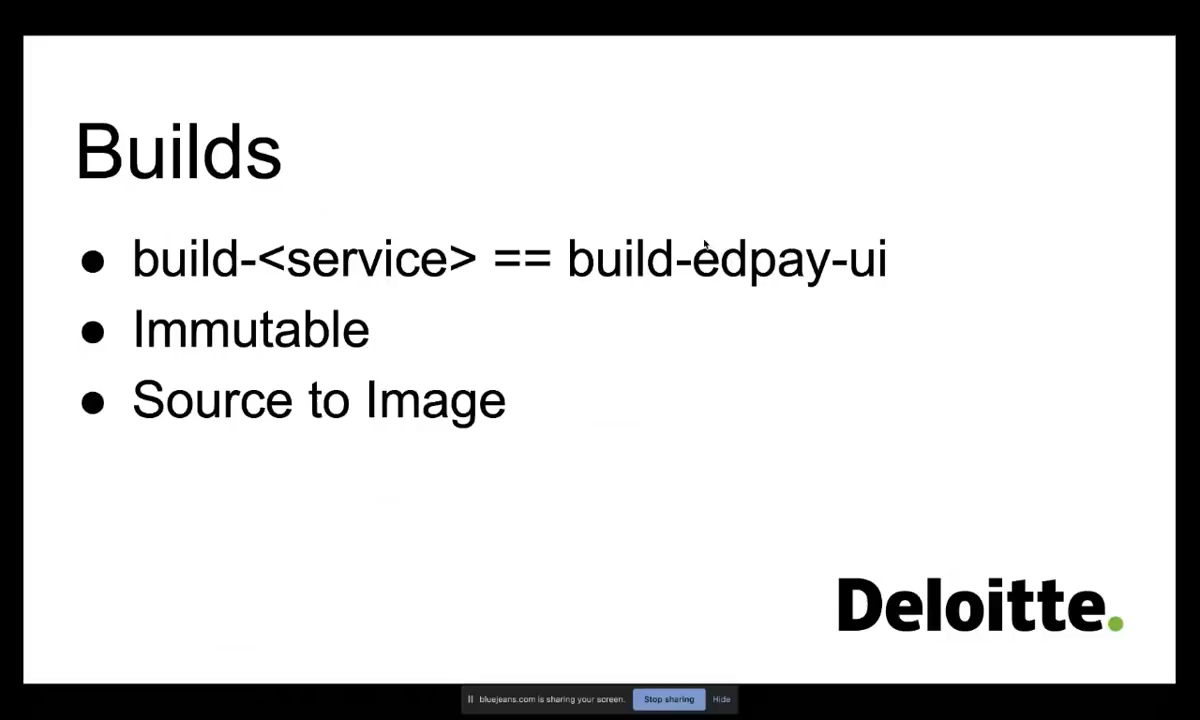 Builds
● build-<service> == build-edpay-ui
● Immutable
● Source to Image
Deloitte.
bluejeans.com is sharing your screen. Stop sharing Hide